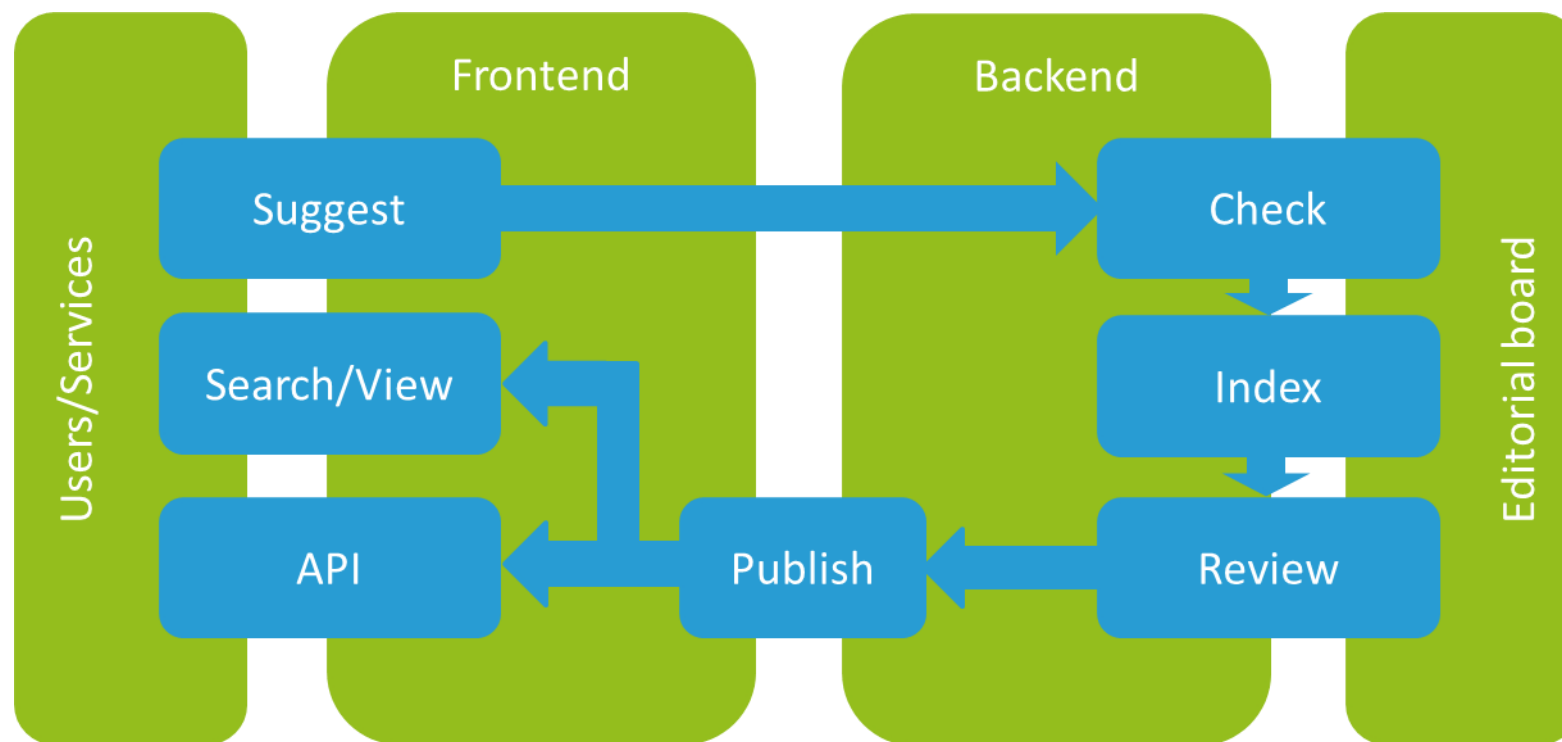 Frontend
Backend
Suggest
Check
Users/Services
Search/View
Index
Editorial board
API
Publish
Review